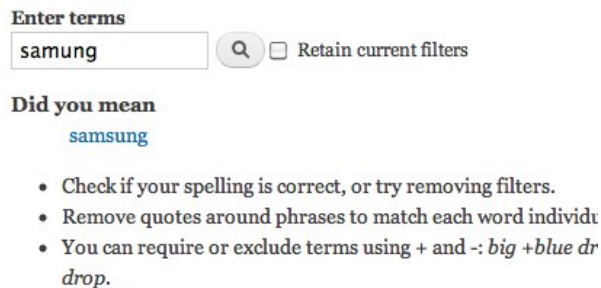 Enter terms
samung
Retain current filters
Did you mean
samsung
• Check if your spelling is correct, or try removing filters.
• Remove quotes around phrases to match each word
• You can require or exclude terms using + and -: big +blue
drop.